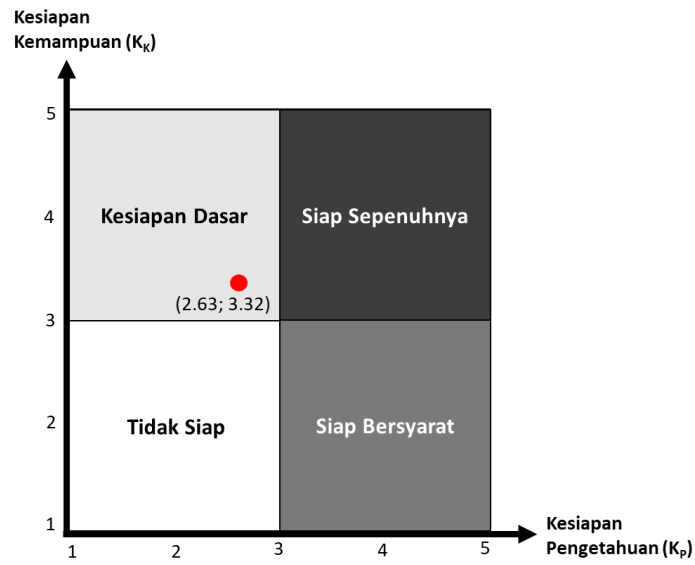 Kesiapan
Kemampuan (KK)
5
4
3
2
1
Kesiapan Dasar
Siap Sepenuhnya
(2.63; 3.32)
Tidak Siap
Siap Bersyarat
1
2
3
4
5
Kesiapan
Pengetahuan (KP)